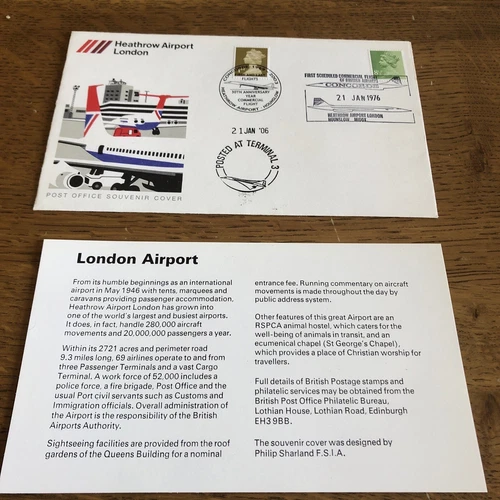 Heathrow Airport
London
POST OFFICE SOUVENIR COVER
30TH ANNIVERSARY
YEAR
COMMERCIAL
FLIGHT
HEATHROW AIRPORT HOUNSLOW
21 JAN '06
POSTED AT TERMINAL 3
FIRST SCHEDULED COMMERCIAL FLIGHT
BY BRITISH AIRWAYS
CONCORDE
21 JAN 1976
HEATHROW AIRPORT LONDON
HOUNSLOW MIDDX
London Airport
From its humble beginnings as an international
airport in May 1946 with tents, marquees and
caravans providing passenger accommodation,
Heathrow Airport London has grown into
one of the world's largest and busiest airports.
It does, in fact, handle 280,000 aircraft
movements and 20,000,000 passengers a year.
Within its 2721 acres and perimeter road
9.3 miles long, 69 airlines operate to and from
three Passenger Terminals and a vast Cargo
Terminal. A work force of 52,000 includes a
police force, a fire brigade, Post Office and the
usual Port civil servants such as Customs and
Immigration officials. Overall administration of
the Airport is the responsibility of the British
Airports Authority.
Sightseeing facilities are provided from the roof
gardens of the Queens Building for a nominal
entrance fee. Running commentary on aircraft
movements is made throughout the day by
public address system.
Other features of this great Airport are an
RSPCA animal hostel, which caters for the
well-being of animals in transit, and an
ecumenical chapel (St George's Chapel),
which provides a place of Christian worship for
travellers.
Full details of British Postage stamps and
philatelic services may be obtained from the
British Post Office Philatelic Bureau,
Lothian House, Lothian Road, Edinburgh
EH3 9BB.
The souvenir cover was designed by
Philip Sharland F.S.I.A.